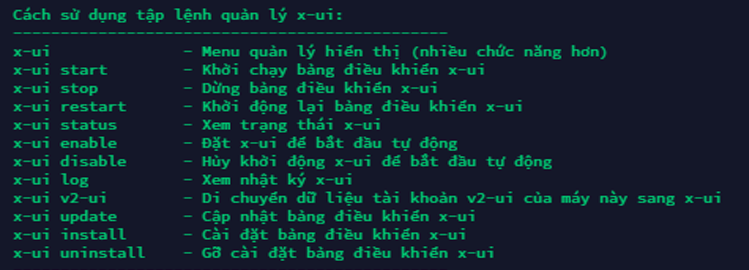 Cách sử dụng tập lệnh quản lý x-ui:
----------------------------------------------
x-ui              - Menu quản lý hiển thị (nhiều chức năng hơn)
x-ui start        - Khởi chạy bảng điều khiển x-ui
x-ui stop         - Dừng bảng điều khiển x-ui
x-ui restart      - Khởi động lại bảng điều khiển x-ui
x-ui status       - Xem trạng thái x-ui
x-ui enable       - Đặt x-ui để bắt đầu tự động
x-ui disable      - Hủy khởi động x-ui để bắt đầu tự động
x-ui log          - Xem nhật ký x-ui
x-ui v2-ui        - Di chuyển dữ liệu tài khoản v2-ui của máy này sang x-ui
x-ui update       - Cập nhật bảng điều khiển x-ui
x-ui install      - Cài đặt bảng điều khiển x-ui
x-ui uninstall    - Gỡ cài đặt bảng điều khiển x-ui